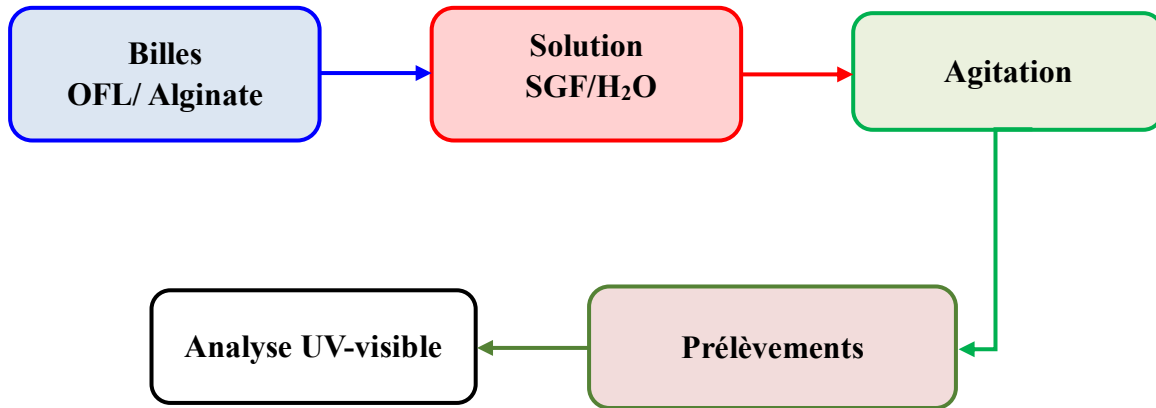 Billes
OFL/ Alginate
Solution
SGF/H₂O
Agitation
Prélèvements
Analyse UV-visible